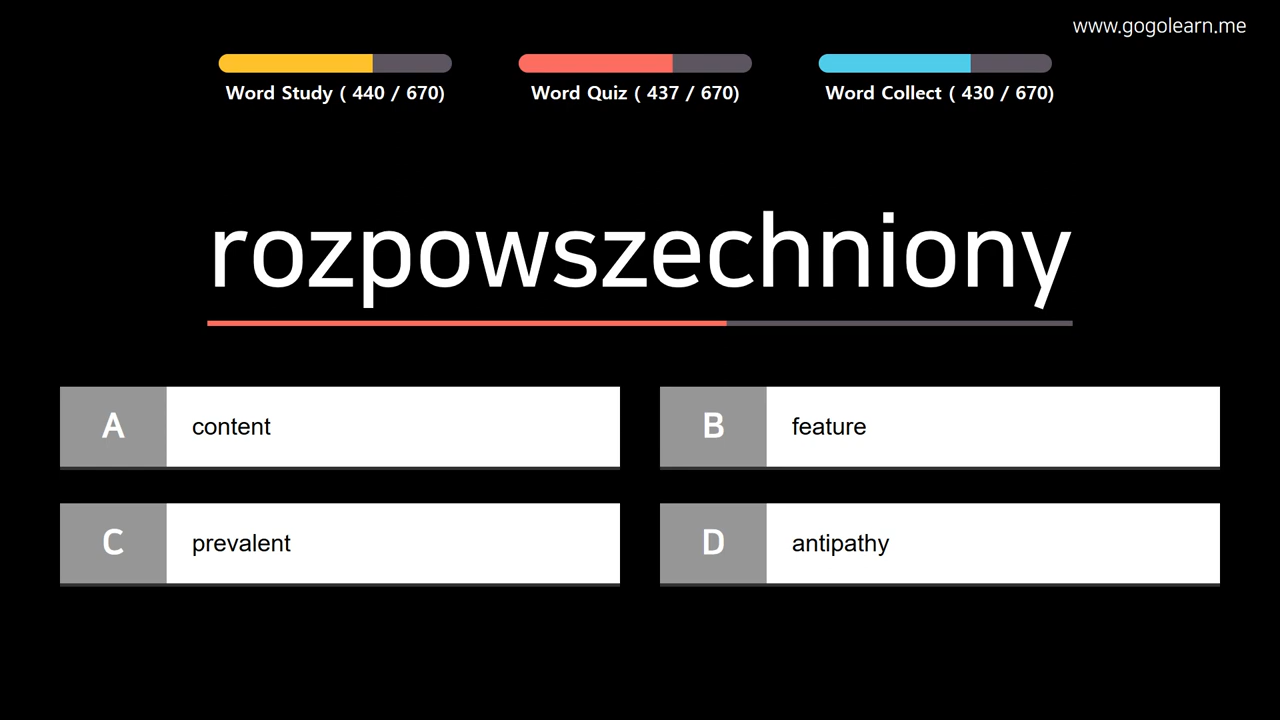 www.gogolearn.me
Word Study ( 440 / 670)
Word Quiz ( 437 / 670)
Word Collect ( 430 / 670)
rozpowszechniony
A content
B feature
C prevalent
D antipathy